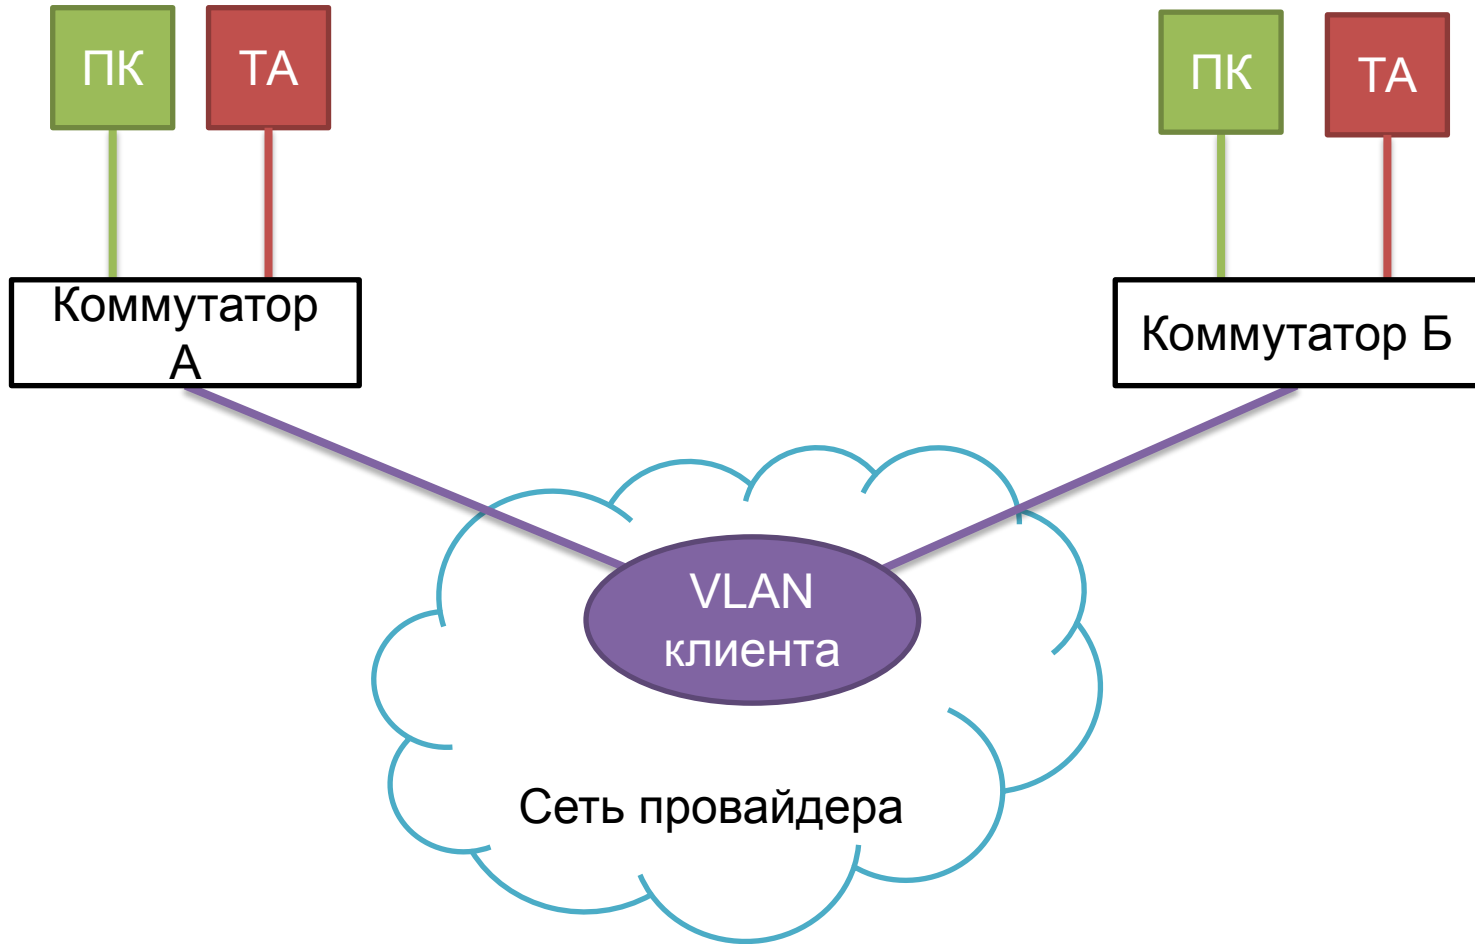 ПК
ТА
ПК
ТА
Коммутатор
А
Коммутатор Б
VLAN
клиента
Сеть провайдера